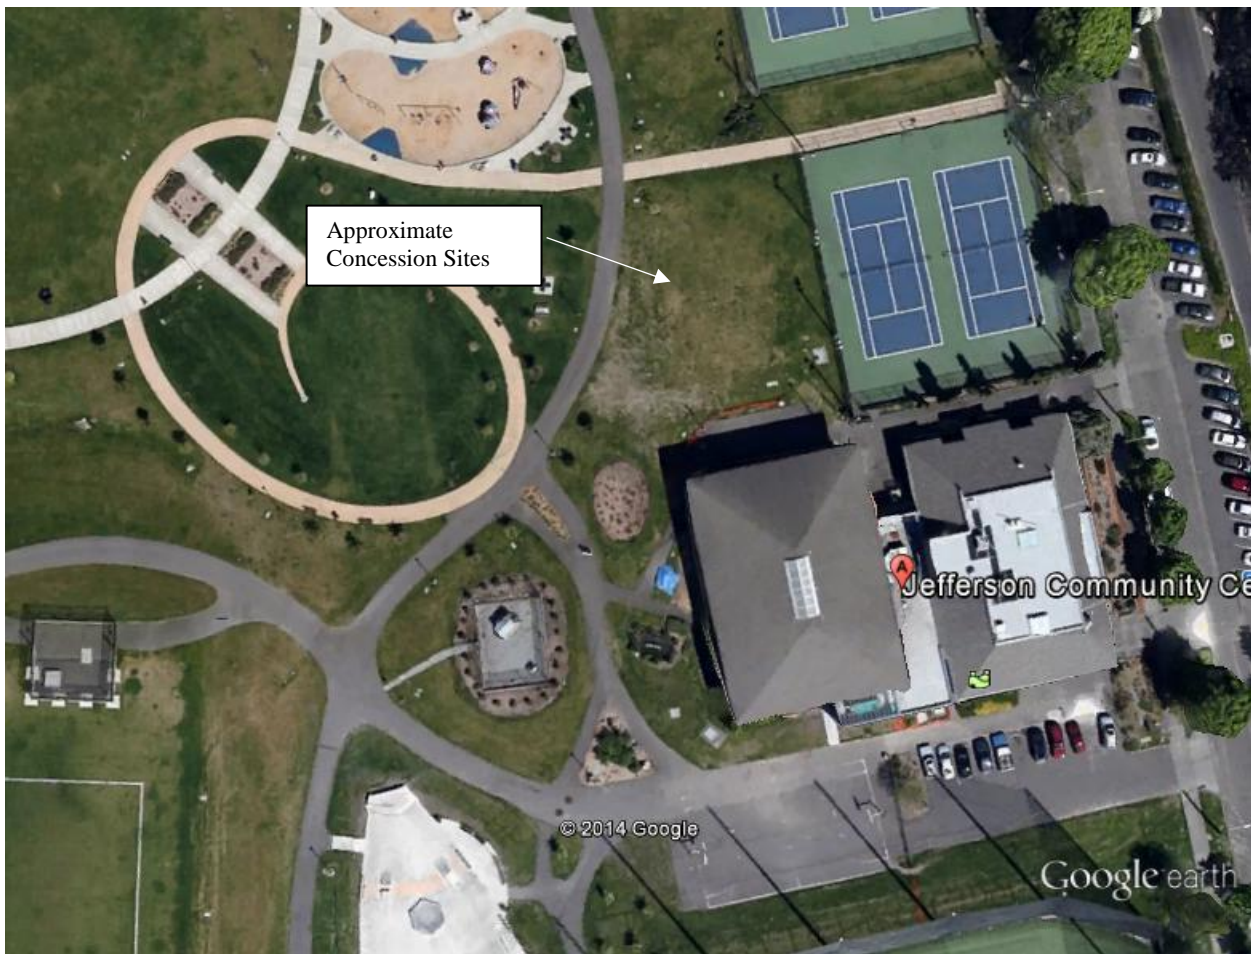 Approximate
Concession Sites
A
Jefferson Community Ce
© 2014 Google
Google earth